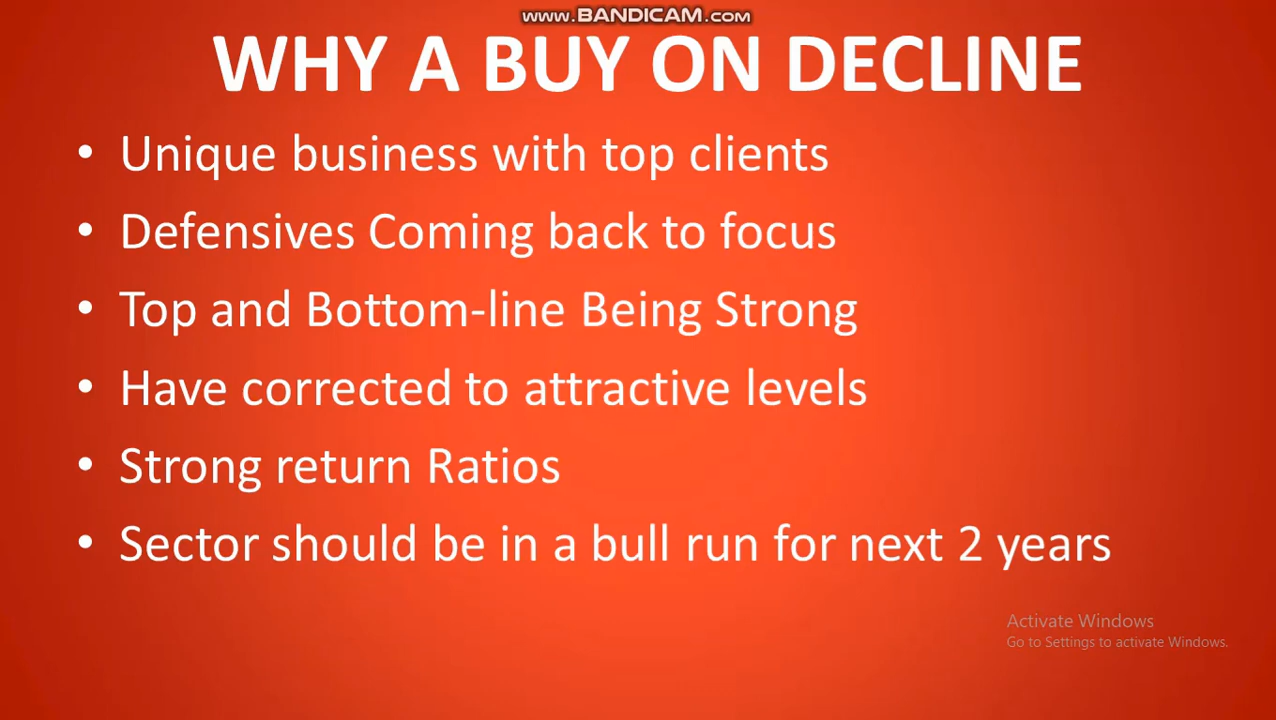 www.BANDICAM.com
WHY A BUY ON DECLINE
• Unique business with top clients
• Defensives Coming back to focus
• Top and Bottom-line Being Strong
• Have corrected to attractive levels
• Strong return Ratios
• Sector should be in a bull run for next 2 years
Activate Windows
Go to Settings to activate Windows.